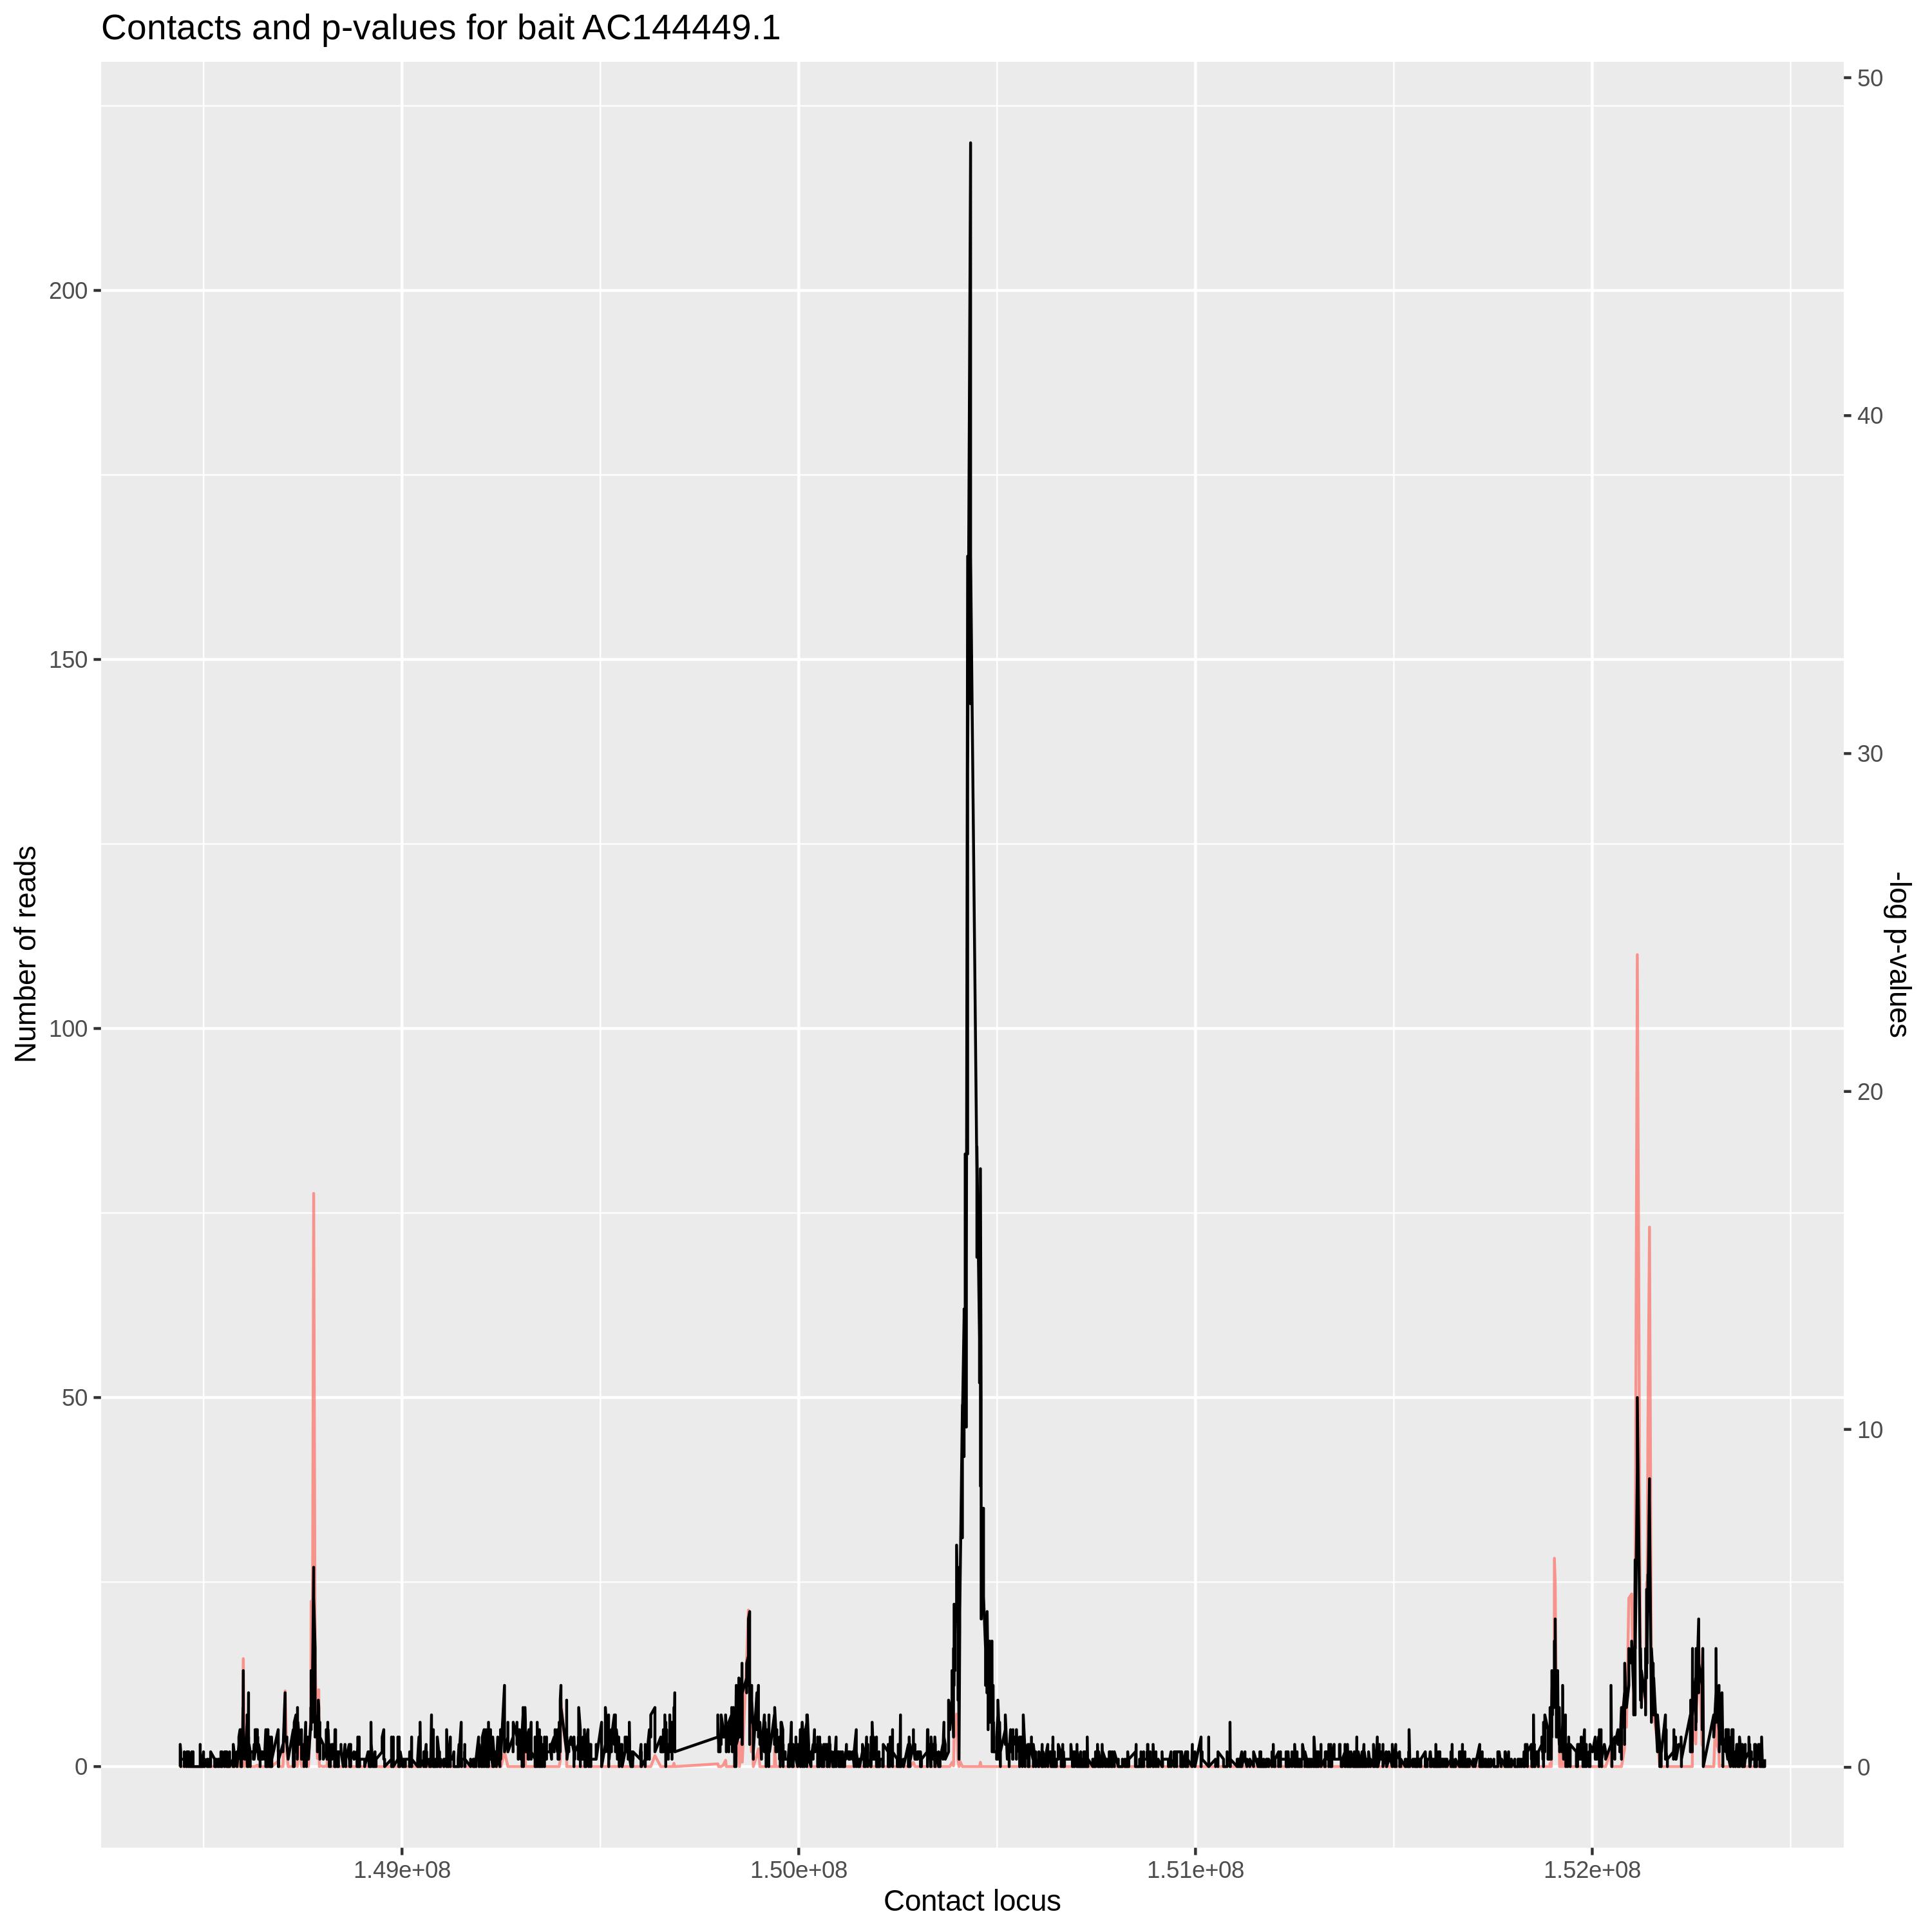 Contacts and p-values for bait AC144449.1
50
200
40
150
30
Number of reads
-log p-values
100
20
50
10
0
0
1.49e+08
1.50e+08
1.51e+08
1.52e+08
Contact locus